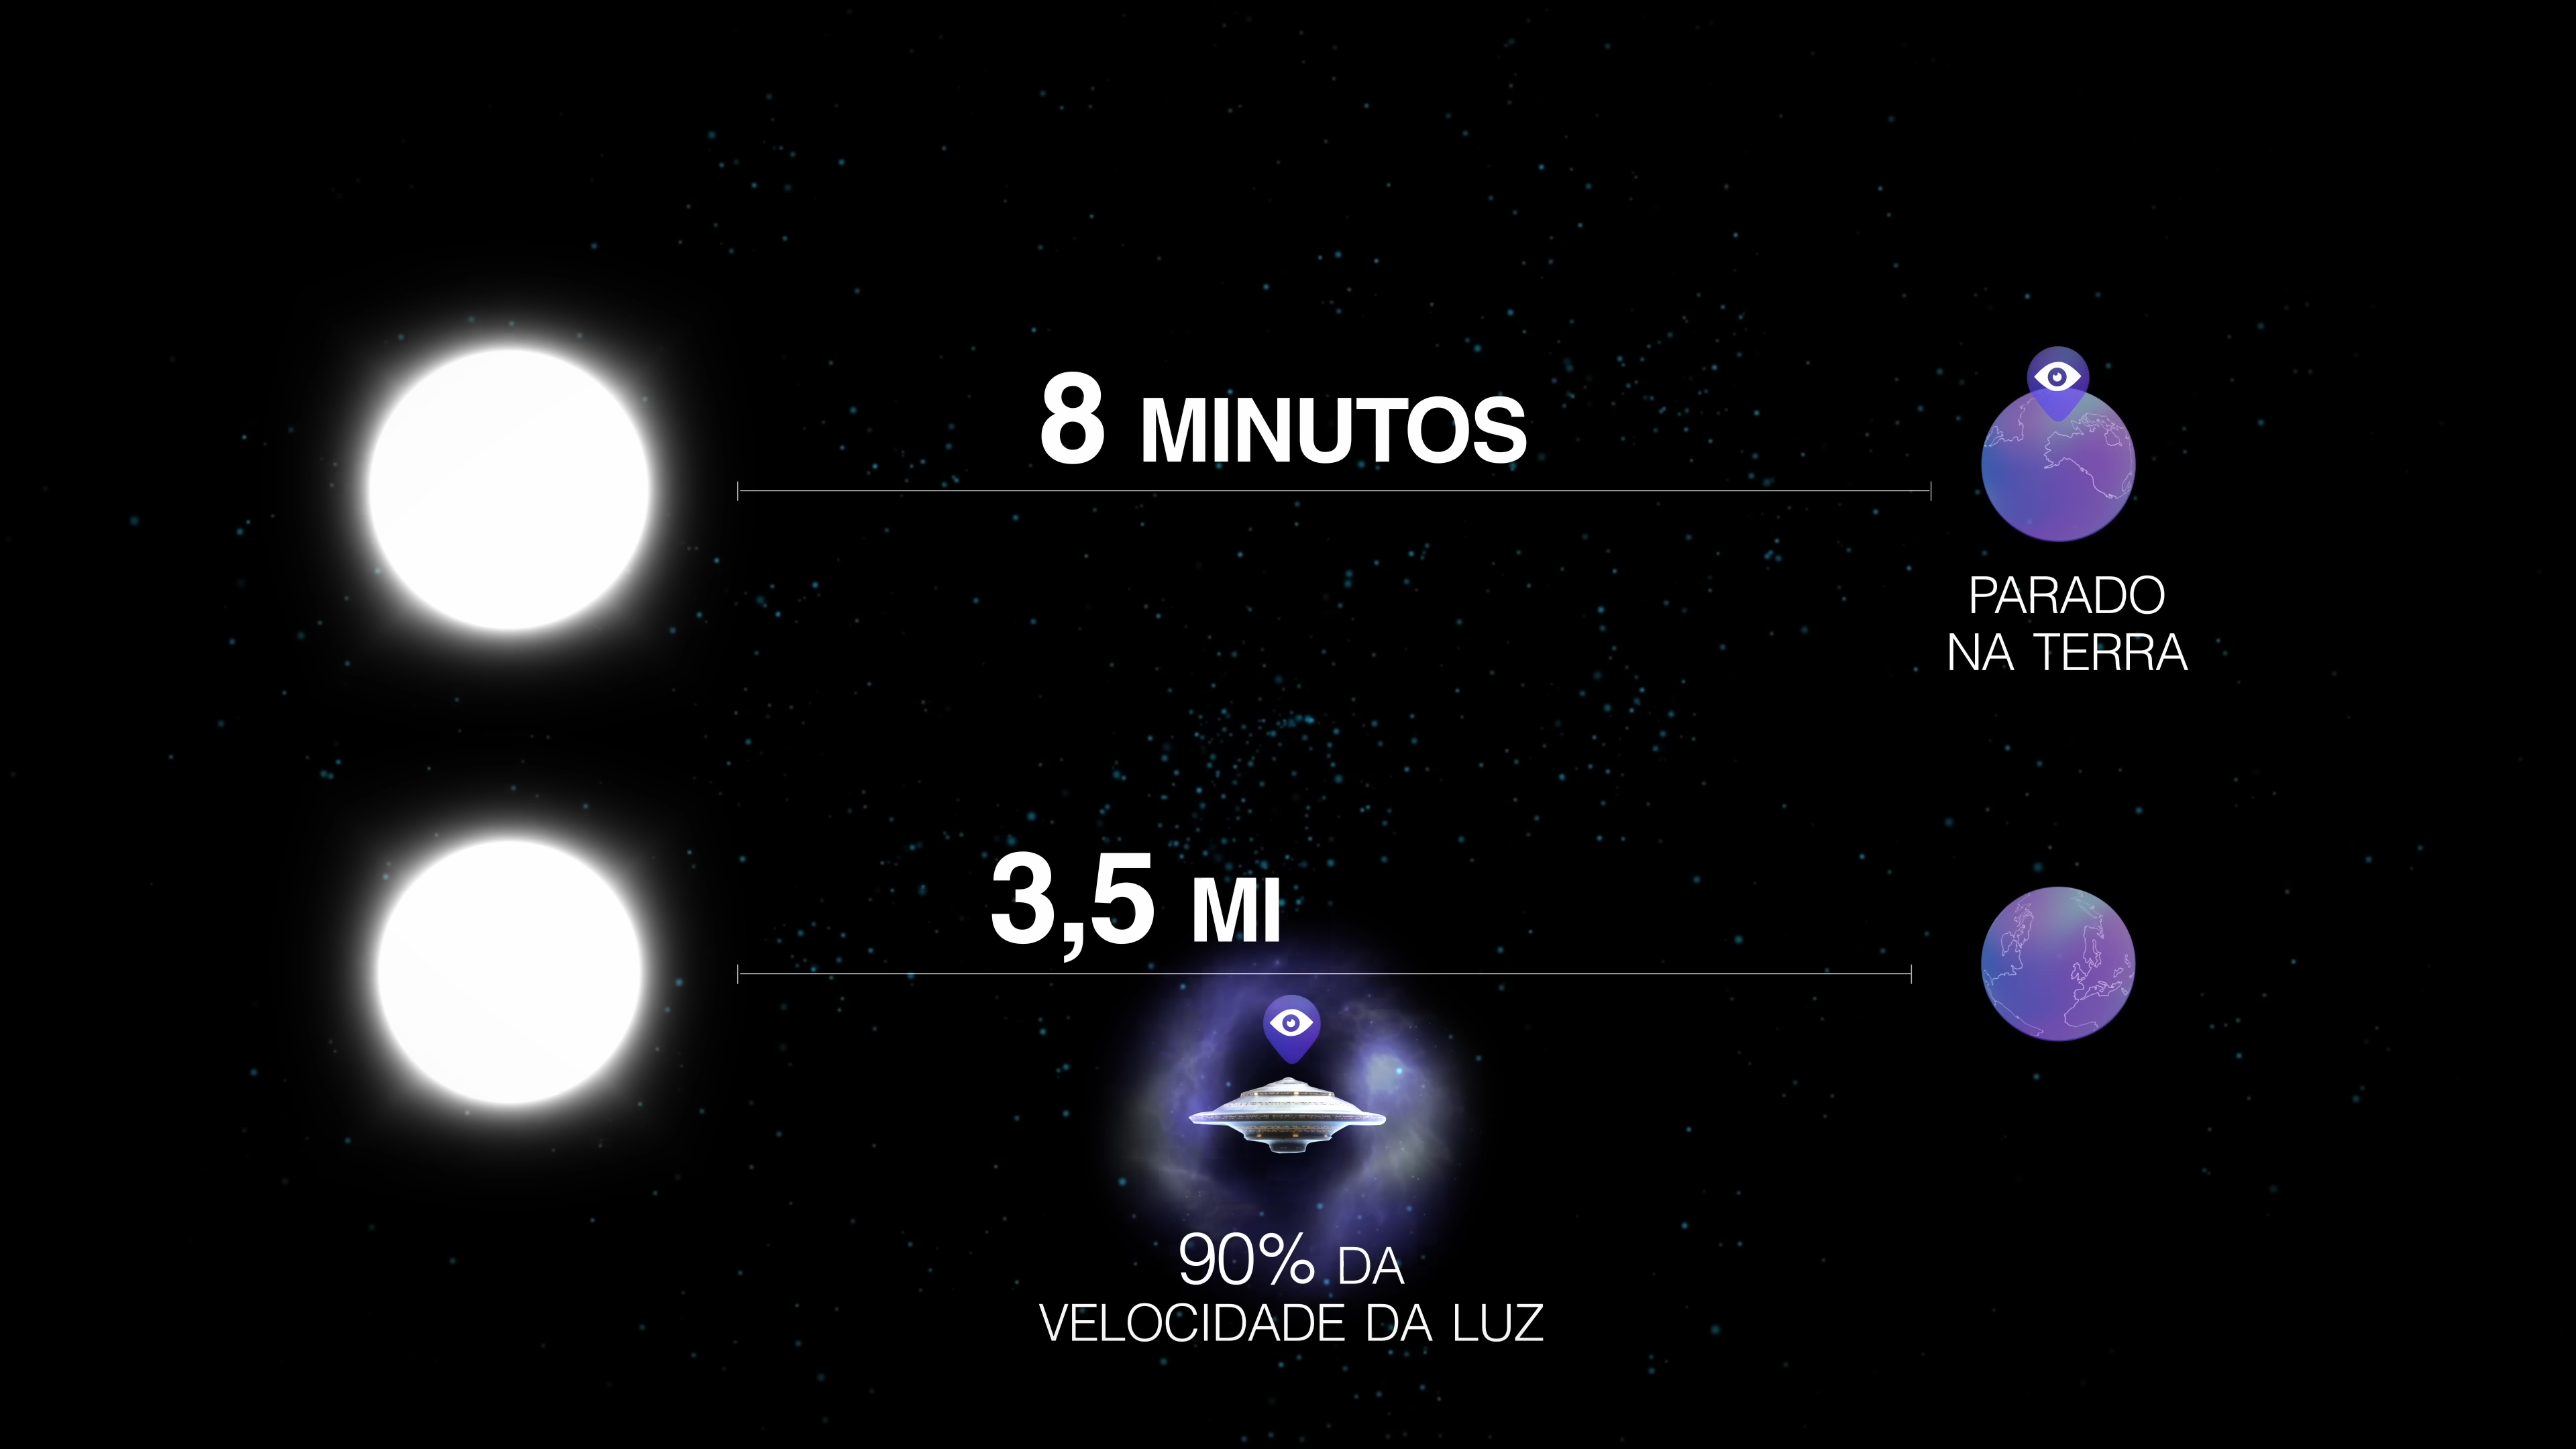 8 MINUTOS
PARADO
NA TERRA
3,5 MI
90% DA
VELOCIDADE DA LUZ